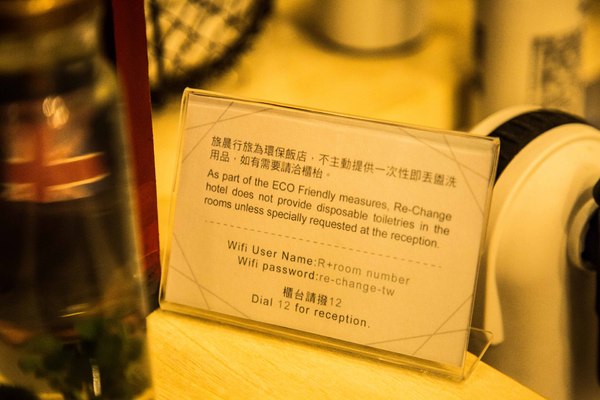 旅晨行旅為環保飯店，不主動提供一次性即丟盥洗
用品，如有需要請洽櫃枱。
As part of the ECO Friendly measures, Re-Change
hotel does not provide disposable toiletries in the
rooms unless specially requested at the reception.
Wifi User Name:R+room number
Wifi password:re-change-tw
櫃台請撥12
Dial 12 for reception.